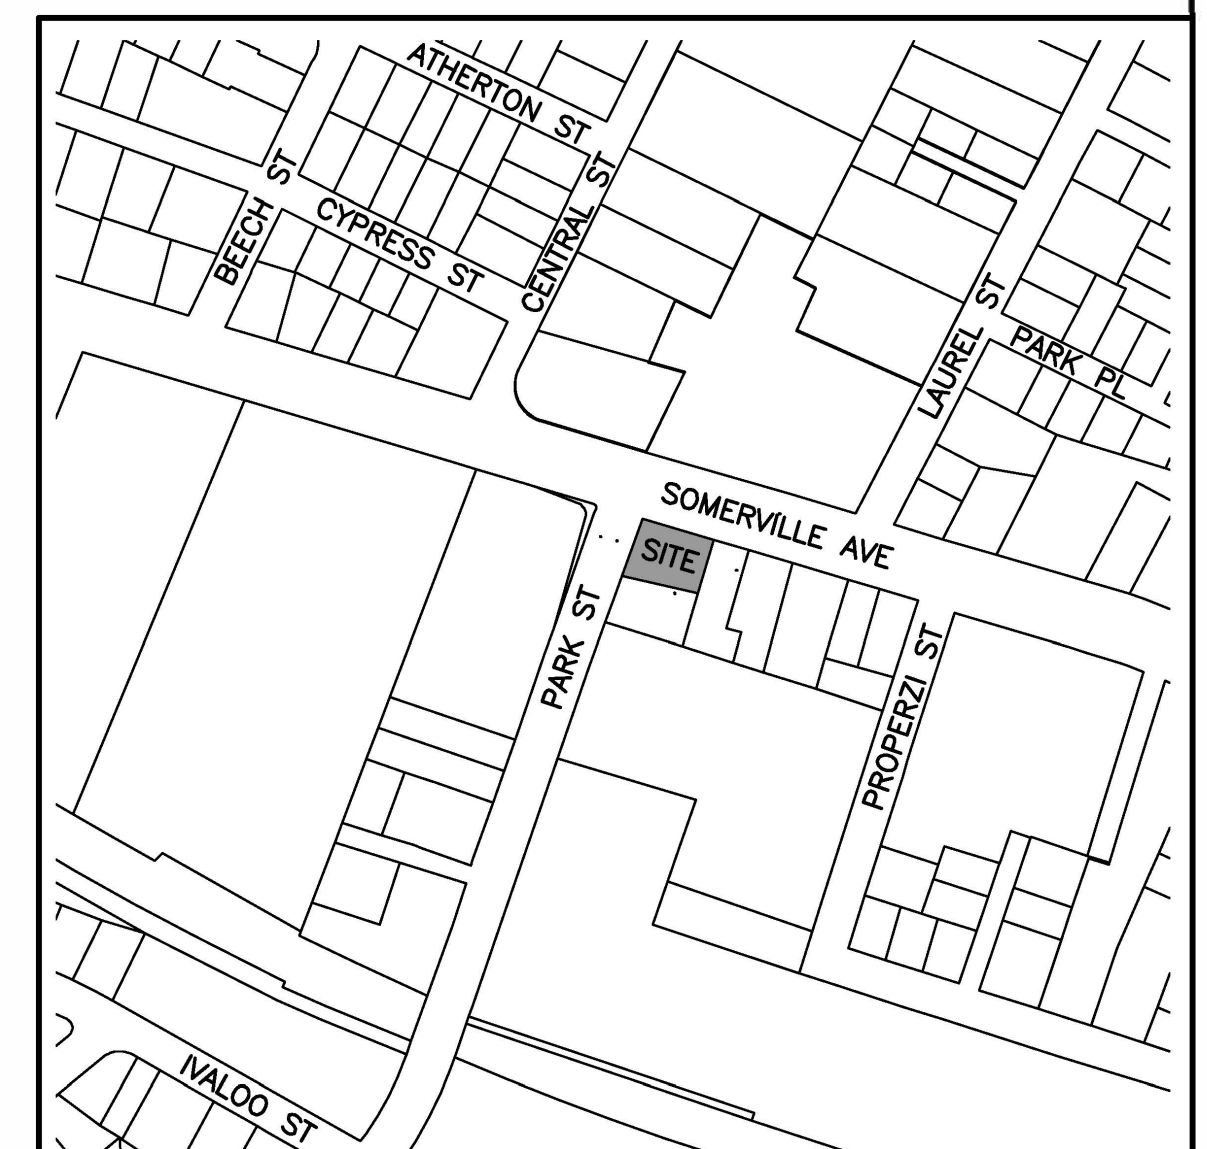 ATHERTON ST
BEECH ST
CYPRESS ST
CENTRAL ST
LAUREL ST
PARK PL
SOMERVILLE AVE
SITE
PARK ST
PROPERZI ST
IVALOO ST